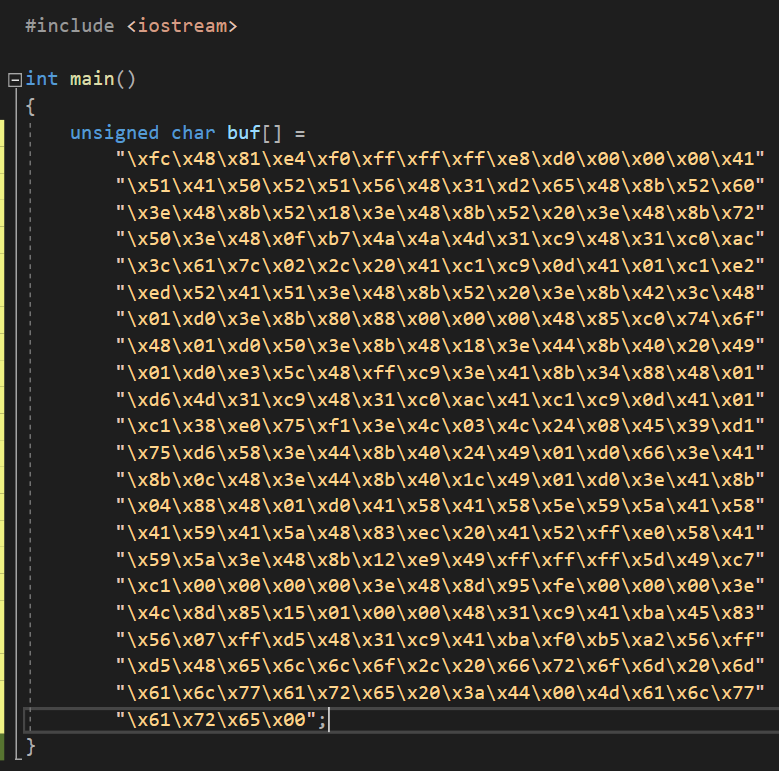 #include <iostream>
int main()
{
unsigned char buf[] =
"\xfc\x48\x81\xe4\xf0\xff\xff\xff\xe8\xd0\x00\x00\x00\x41"
"\x51\x41\x50\x52\x51\x56\x48\x31\xd2\x65\x48\x8b\x52\x60"
"\x3e\x48\x8b\x52\x18\x3e\x48\x8b\x52\x20\x3e\x48\x8b\x72"
"\x50\x3e\x48\x0f\xb7\x4a\x4a\x4d\x31\xc9\x48\x31\xc0\xac"
"\x3c\x61\x7c\x02\x2c\x20\x41\xc1\xc9\x0d\x41\x01\xc1\xe2"
"\xed\x52\x41\x51\x3e\x48\x8b\x52\x20\x3e\x8b\x42\x3c\x48"
"\x01\xd0\x3e\x8b\x80\x88\x00\x00\x00\x48\x85\xc0\x74\x6f"
"\x48\x01\xd0\x50\x3e\x8b\x48\x18\x3e\x44\x8b\x40\x20\x49"
"\x01\xd0\xe3\x5c\x48\xff\xc9\x3e\x41\x8b\x34\x88\x48\x01"
"\xd6\x4d\x31\xc9\x48\x31\xc0\xac\x41\xc1\xc9\x0d\x41\x01"
"\xc1\x38\xe0\x75\xf1\x3e\x4c\x03\x4c\x24\x08\x45\x39\xd1"
"\x75\xd6\x58\x3e\x44\x8b\x40\x24\x49\x01\xd0\x66\x3e\x41"
"\x8b\x0c\x48\x3e\x44\x8b\x40\x1c\x49\x01\xd0\x3e\x41\x8b"
"\x04\x88\x48\x01\xd0\x41\x58\x41\x58\x5e\x59\x5a\x41\x58"
"\x41\x59\x41\x5a\x48\x83\xec\x20\x41\x52\xff\xe0\x58\x41"
"\x59\x5a\x3e\x48\x8b\x12\xe9\x49\xff\xff\xff\x5d\x49\xc7"
"\xc1\x00\x00\x00\x00\x3e\x48\x8d\x95\xfe\x00\x00\x00\x3e"
"\x4c\x8d\x85\x15\x01\x00\x00\x48\x31\xc9\x41\xba\x45\x83"
"\x56\x07\xff\xd5\x48\x31\xc9\x41\xba\xf0\xb5\xa2\x56\xff"
"\xd5\x48\x65\x6c\x6c\x6f\x2c\x20\x66\x72\x6f\x6d\x20\x6d"
"\x61\x6c\x77\x61\x72\x65\x20\x3a\x44\x00\x4d\x61\x6c\x77"
"\x61\x72\x65\x00";
}